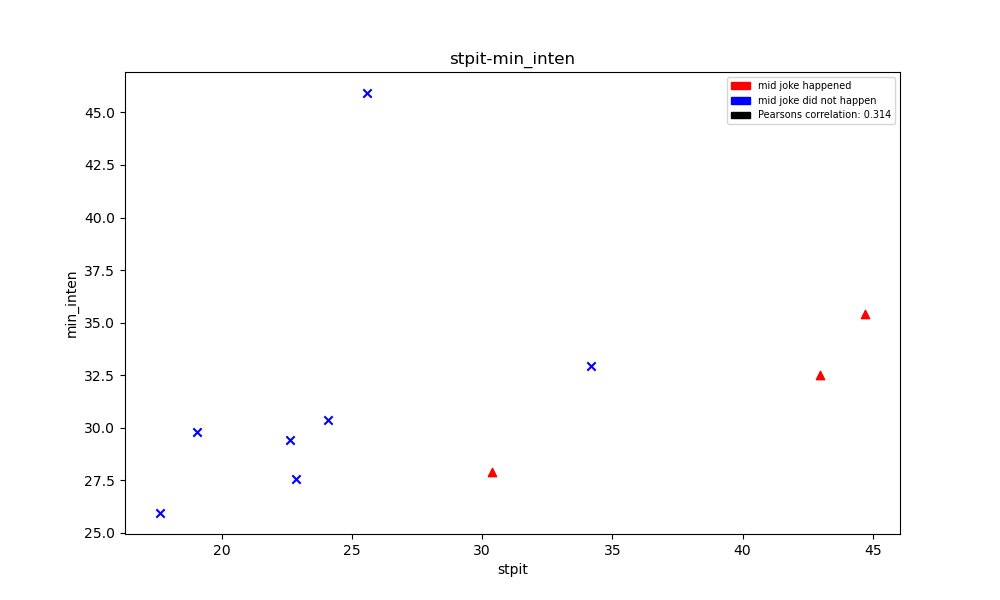 stpit-min_inten
mid joke happened
mid joke did not happen
Pearsons correlation: 0.314
45.0
42.5
40.0
37.5
35.0
32.5
30.0
27.5
25.0
min_inten
20 25 30 35 40 45
stpit